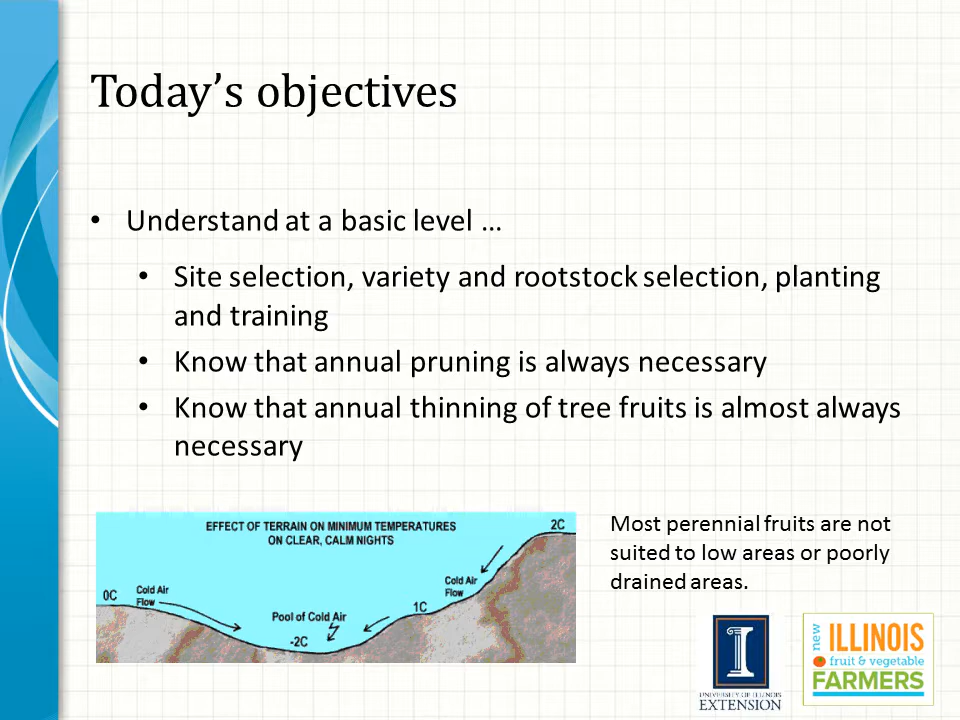 Today’s objectives
• Understand at a basic level …
• Site selection, variety and rootstock selection, planting
and training
• Know that annual pruning is always necessary
• Know that annual thinning of tree fruits is almost always
necessary
EFFECT OF TERRAIN ON MINIMUM TEMPERATURES
ON CLEAR, CALM NIGHTS
2C
Cold Air
Flow
0C
Cold Air
Flow
1C
Pool of Cold Air
-2C
Most perennial fruits are not
suited to low areas or poorly
drained areas.
I
UNIVERSITY OF ILLINOIS
EXTENSION
new
ILLINOIS
fruit & vegetable
FARMERS